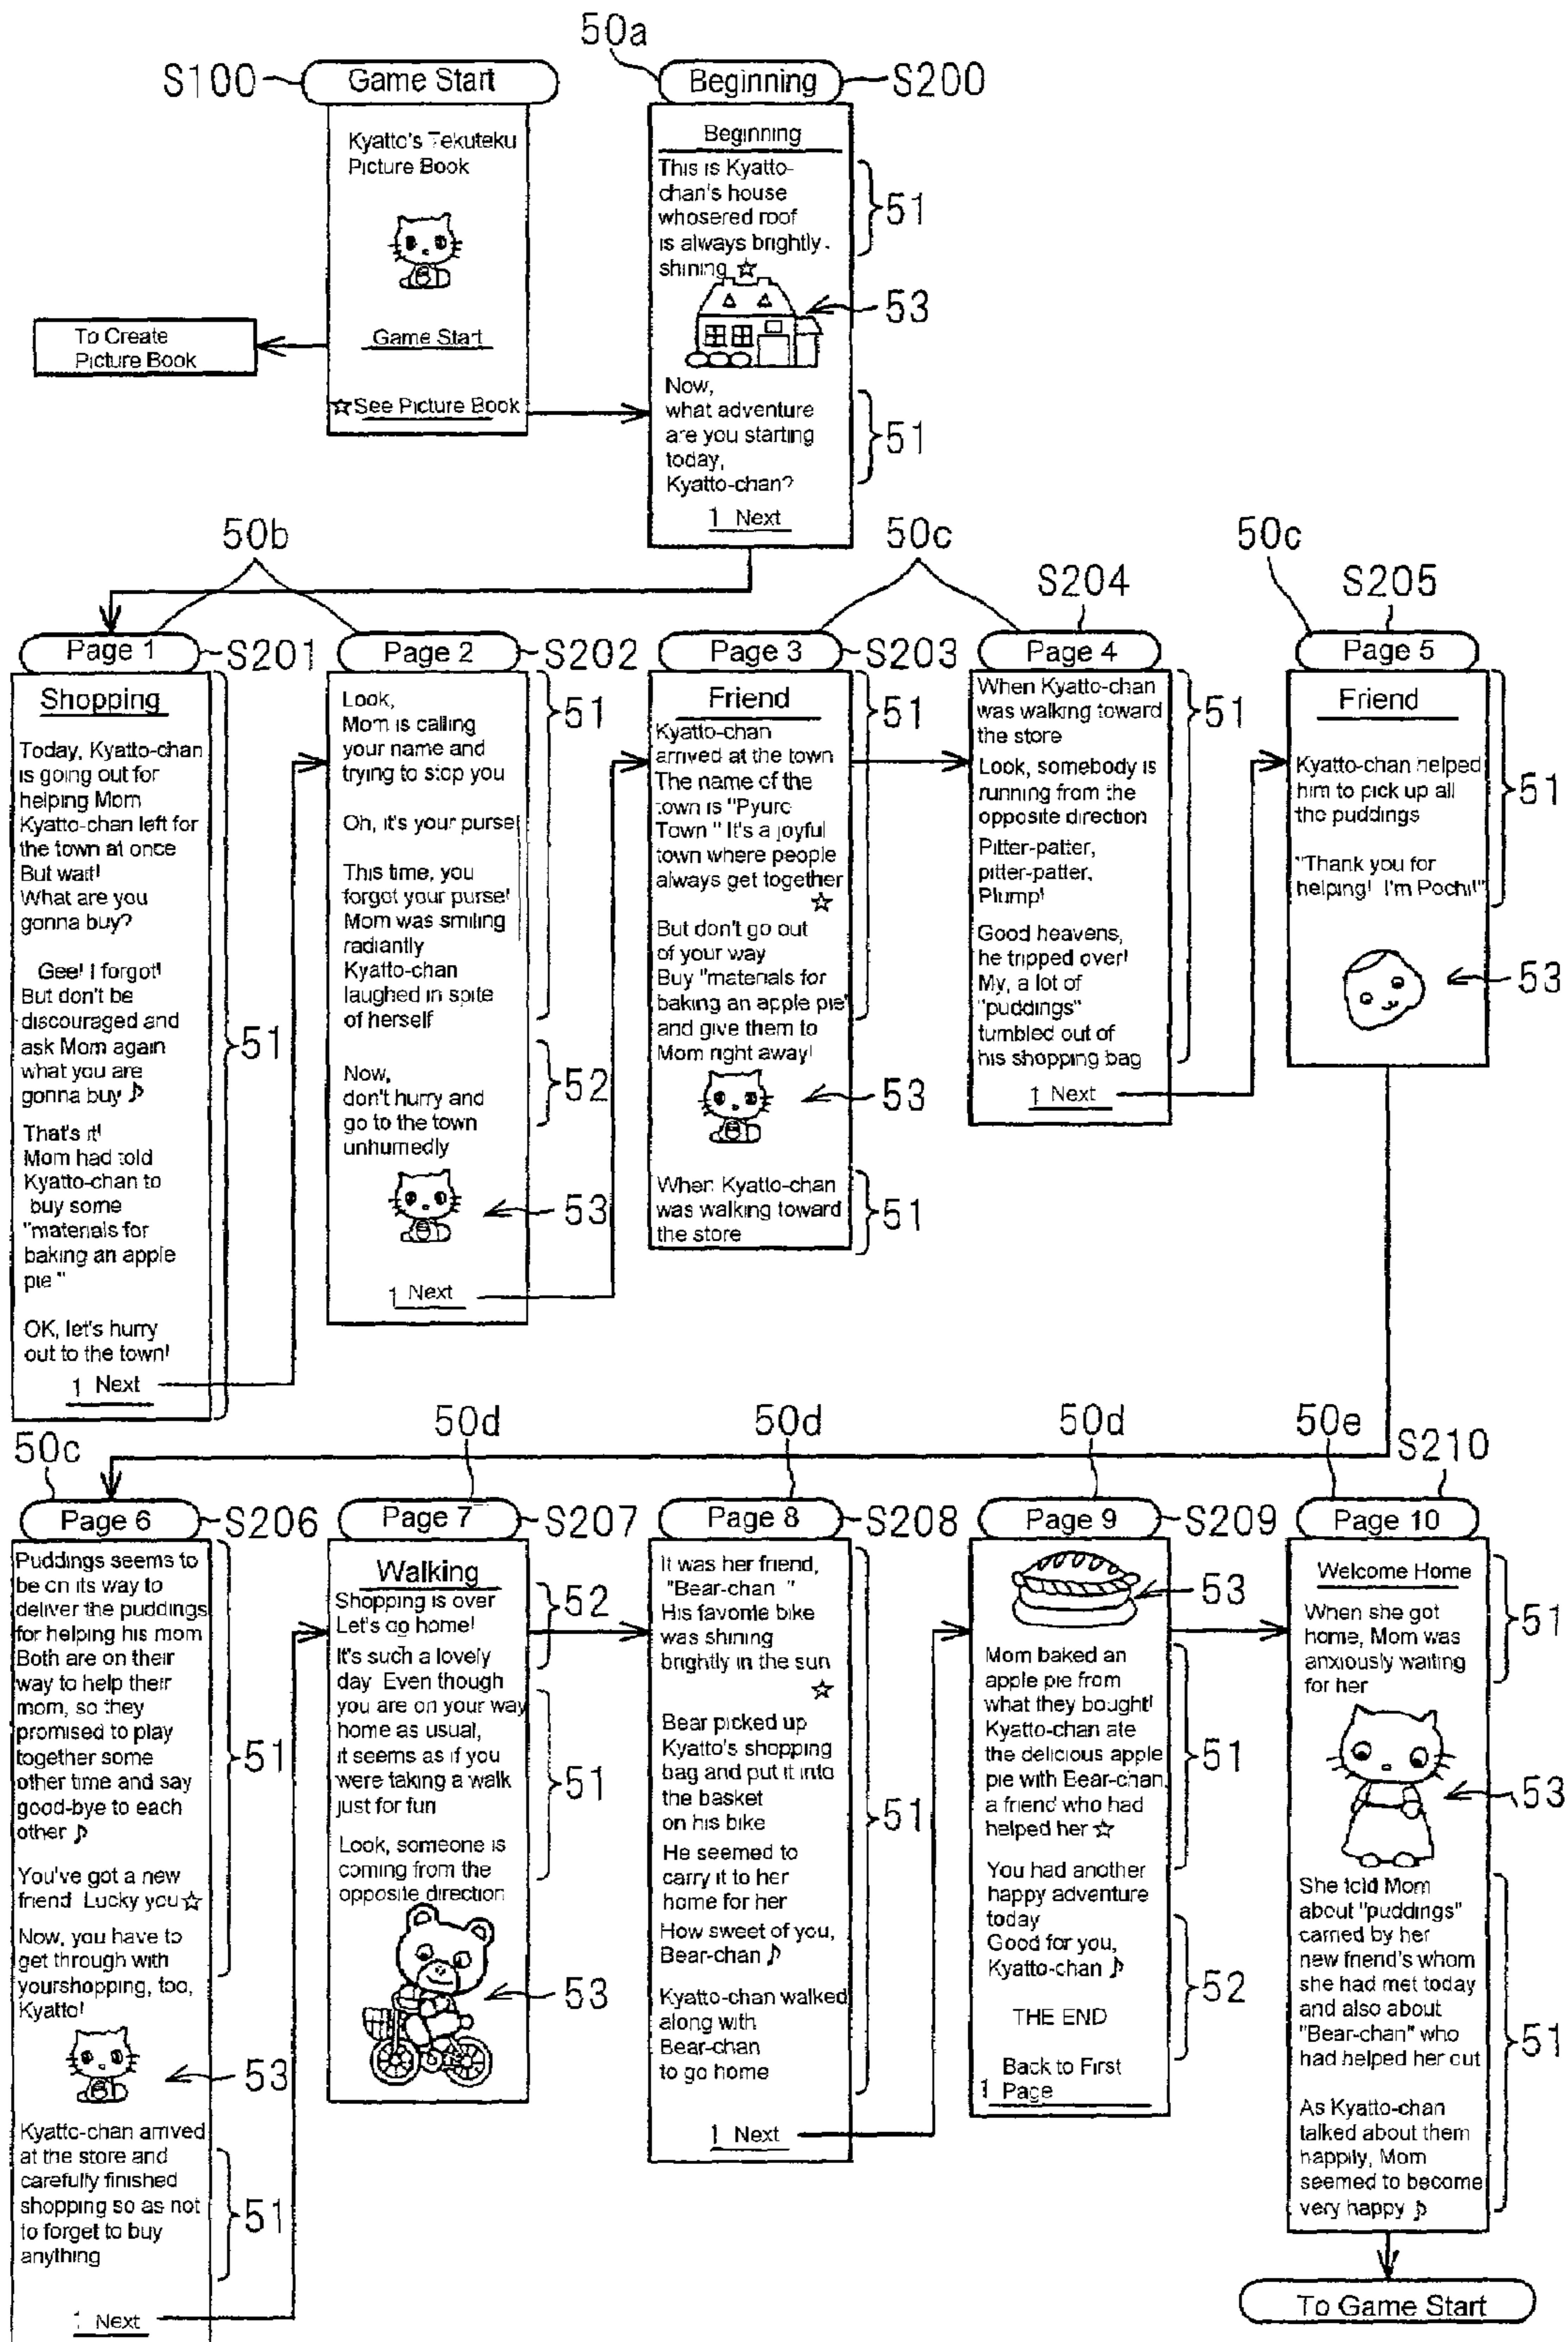 50a
S100
Game Start
Beginning
S200
Kyatto's Tekuteku
Picture Book
Game Start
☆See Picture Book
To Create
Picture Book
Beginning
This is Kyatto-
chan's house
whosered roof
is always brightly.
shining ☆
51
53
Now,
what adventure
are you starting
today,
Kyatto-chan?
51
1 Next
50b
50c
50c
S204
S205
Page 1
S201
Shopping
Today, Kyatto-chan
is going out for
helping Mom
Kyatto-chan left for
the town at once
But wait!
What are you
gonna buy?
Gee! I forgot!
But don't be
discouraged and
ask Mom again
what you are
gonna buy ♪
That's it!
Mom had told
Kyatto-chan to
buy some
"materials for
baking an apple
pie "
OK, let's hurry
out to the town!
1 Next
51
Page 2
S202
Look,
Mom is calling
your name and
trying to stop you
Oh, it's your purse!
This time, you
forgot your purse!
Mom was smiling
radiantly
Kyatto-chan
laughed in spite
of herself
51
Now,
don't hurry and
go to the town
unhurriedly
52
53
1 Next
Page 3
S203
Friend
Kyatto-chan
arrived at the town
The name of the
town is "Pyuro
Town " It's a joyful
town where people
always get together
☆
But don't go out
of your way
Buy "materials for
baking an apple pie"
and give them to
Mom right away!
51
53
When Kyatto-chan
was walking toward
the store
51
Page 4
When Kyatto-chan
was walking toward
the store
Look, somebody is
running from the
opposite direction
Pitter-patter,
pitter-patter,
Plump!
Good heavens,
he tripped over!
My, a lot of
"puddings"
tumbled out of
his shopping bag
1 Next
51
Page 5
Friend
Kyatto-chan helped
him to pick up all
the puddings
"Thank you for
helping! I'm Pochi!"
51
53
50c
50d
50d
50d
50e
S210
Page 6
S206
Puddings seems to
be on its way to
deliver the puddings
for helping his mom
Both are on their
way to help their
mom, so they
promised to play
together some
other time and say
good-bye to each
other ♪
You've got a new
friend Lucky you☆
Now, you have to
get through with
yourshopping, too,
Kyatto!
51
53
Kyatto-chan arrived
at the store and
carefully finished
shopping so as not
to forget to buy
anything
51
1 Next
Page 7
S207
Walking
Shopping is over
Let's go home!
52
It's such a lovely
day Even though
you are on your way
home as usual,
it seems as if you
were taking a walk
just for fun
Look, someone is
coming from the
opposite direction
51
53
Page 8
S208
It was her friend,
"Bear-chan "
His favorite bike
was shining
brightly in the sun
☆
Bear picked up
Kyatto's shopping
bag and put it into
the basket
on his bike
He seemed to
carry it to her
home for her
How sweet of you,
Bear-chan ♪
Kyatto-chan walked
along with
Bear-chan
to go home
51
1 Next
Page 9
S209
53
Mom baked an
apple pie from
what they bought!
Kyatto-chan ate
the delicious apple
pie with Bear-chan,
a friend who had
helped her ☆
51
You had another
happy adventure
today
Good for you,
Kyatto-chan ♪
THE END
52
Back to First
1 Page
Page 10
Welcome Home
When she got
home, Mom was
anxiously waiting
for her
51
53
She told Mom
about "puddings"
carried by her
new friend's whom
she had met today
and also about
"Bear-chan" who
had helped her out
As Kyatto-chan
talked about them
happily, Mom
seemed to become
very happy ♪
51
To Game Start